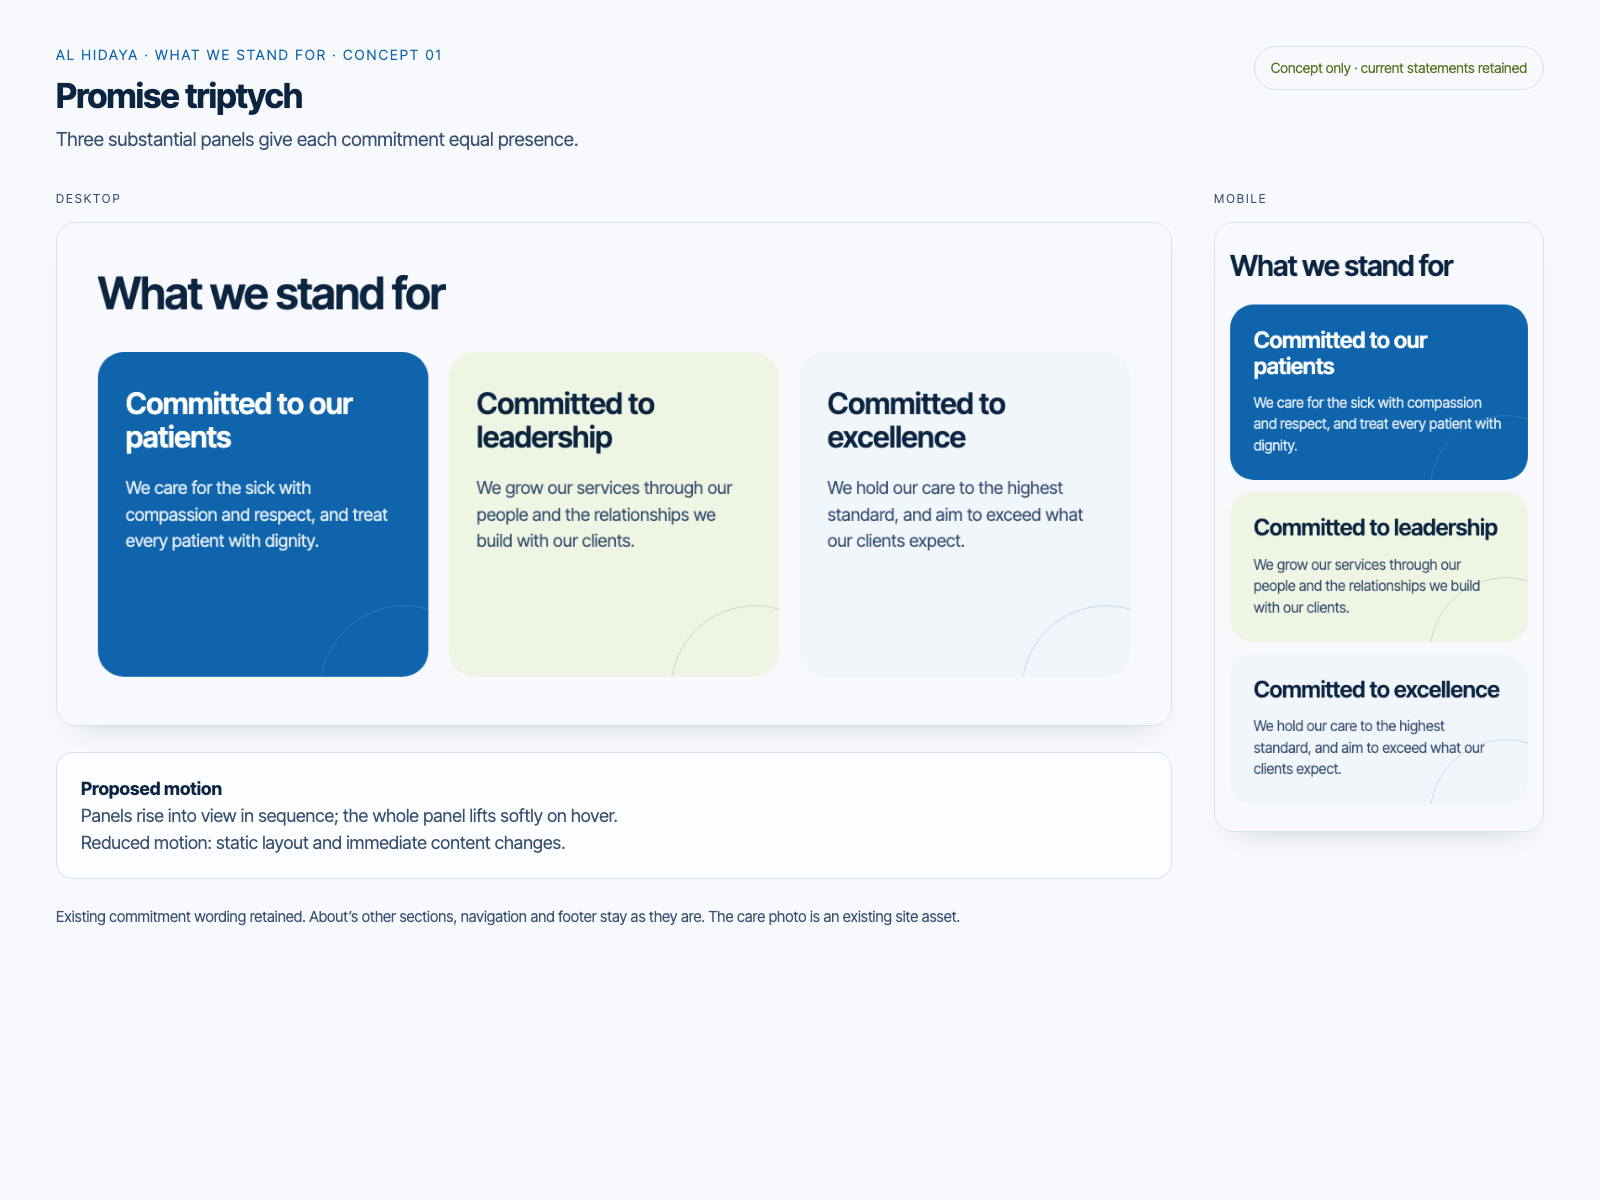 AL HIDAYA · WHAT WE STAND FOR · CONCEPT 01
Promise triptych
Three substantial panels give each commitment equal presence.
Concept only · current statements retained
DESKTOP
What we stand for
Committed to our
patients
We care for the sick with
compassion and respect, and treat
every patient with dignity.
Committed to
leadership
We grow our services through our
people and the relationships we
build with our clients.
Committed to
excellence
We hold our care to the highest
standard, and aim to exceed what
our clients expect.
Proposed motion
Panels rise into view in sequence; the whole panel lifts softly on hover.
Reduced motion: static layout and immediate content changes.
Existing commitment wording retained. About’s other sections, navigation and footer stay as they are. The care photo is an existing site asset.
MOBILE
What we stand for
Committed to our
patients
We care for the sick with compassion
and respect, and treat every patient with
dignity.
Committed to leadership
We grow our services through our
people and the relationships we build
with our clients.
Committed to excellence
We hold our care to the highest
standard, and aim to exceed what our
clients expect.